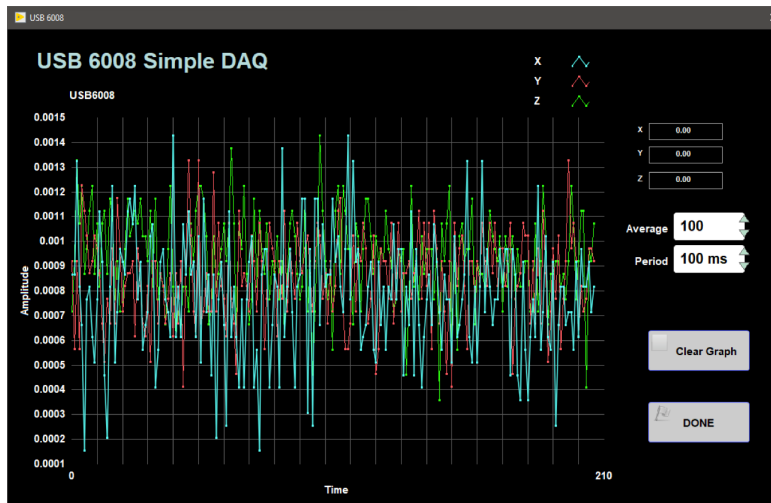 USB 6008
USB 6008 Simple DAQ
X
Y
Z
USB6008
0.0015
0.0014
0.0013
0.0012
0.0011
0.001
0.0009
0.0008
0.0007
0.0006
0.0005
0.0004
0.0003
0.0002
0.0001
Amplitude
0
210
Time
X 0.00
Y 0.00
Z 0.00
Average 100
Period 100 ms
Clear Graph
DONE